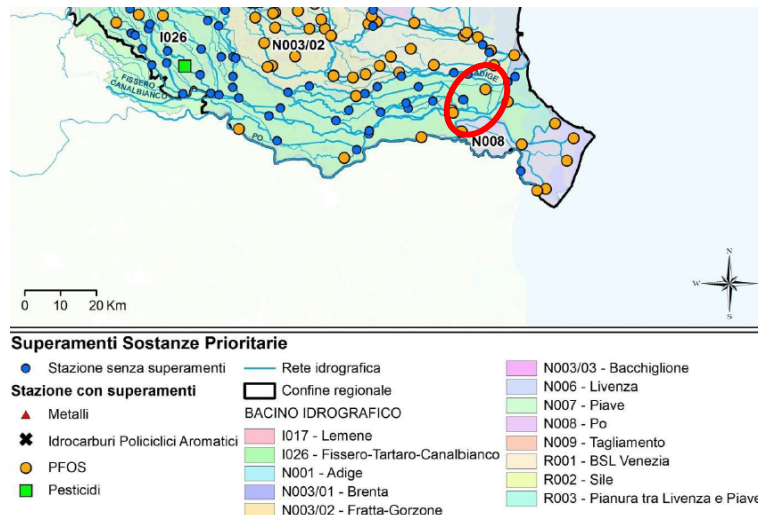 I026
N003/02
ADIGE
FISSERO
CANALBIANCO
PO
N008
N
W
S
0 10 20 Km
Superamenti Sostanze Prioritarie
Stazione senza superamenti
Stazione con superamenti
Metalli
Idrocarburi Policiclici Aromatici
PFOS
Pesticidi
Rete idrografica
Confine regionale
BACINO IDROGRAFICO
I017 - Lemene
I026 - Fissero-Tartaro-Canalbianco
N001 - Adige
N003/01 - Brenta
N003/02 - Fratta-Gorzone
N003/03 - Bacchiglione
N006 - Livenza
N007 - Piave
N008 - Po
N009 - Tagliamento
R001 - BSL Venezia
R002 - Sile
R003 - Pianura tra Livenza e Piave